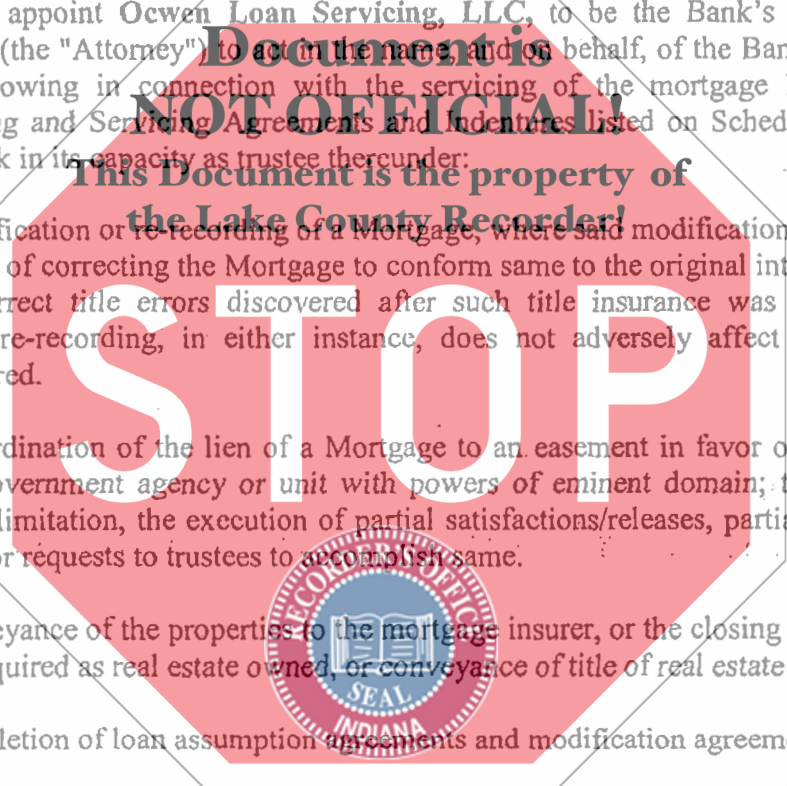 appoint Ocwen Loan Servicing, LLC, to be the Bank's
(the "Attorney") to act in the name, and on behalf, of the Ban
owing in connection with the servicing of the mortgage
g and Servicing Agreements and Indentures listed on Sched
k in its capacity as trustee thereunder:
Document is
NOT OFFICIAL!
This Document is the property of
the Lake County Recorder!
fication or re-recording of a Mortgage, where said modification
of correcting the Mortgage to conform same to the original int
rrect title errors discovered after such title insurance was
re-recording, in either instance, does not adversely affect
red.
STOP
rdination of the lien of a Mortgage to an easement in favor o
overnment agency or unit with powers of eminent domain; t
limitation, the execution of partial satisfactions/releases, partia
or requests to trustees to accomplish same.
RECORDER'S OFFICE
SEAL
INDIANA
eyance of the properties to the mortgage insurer, or the closing
quired as real estate owned, or conveyance of title of real estate
letion of loan assumption agreements and modification agreem